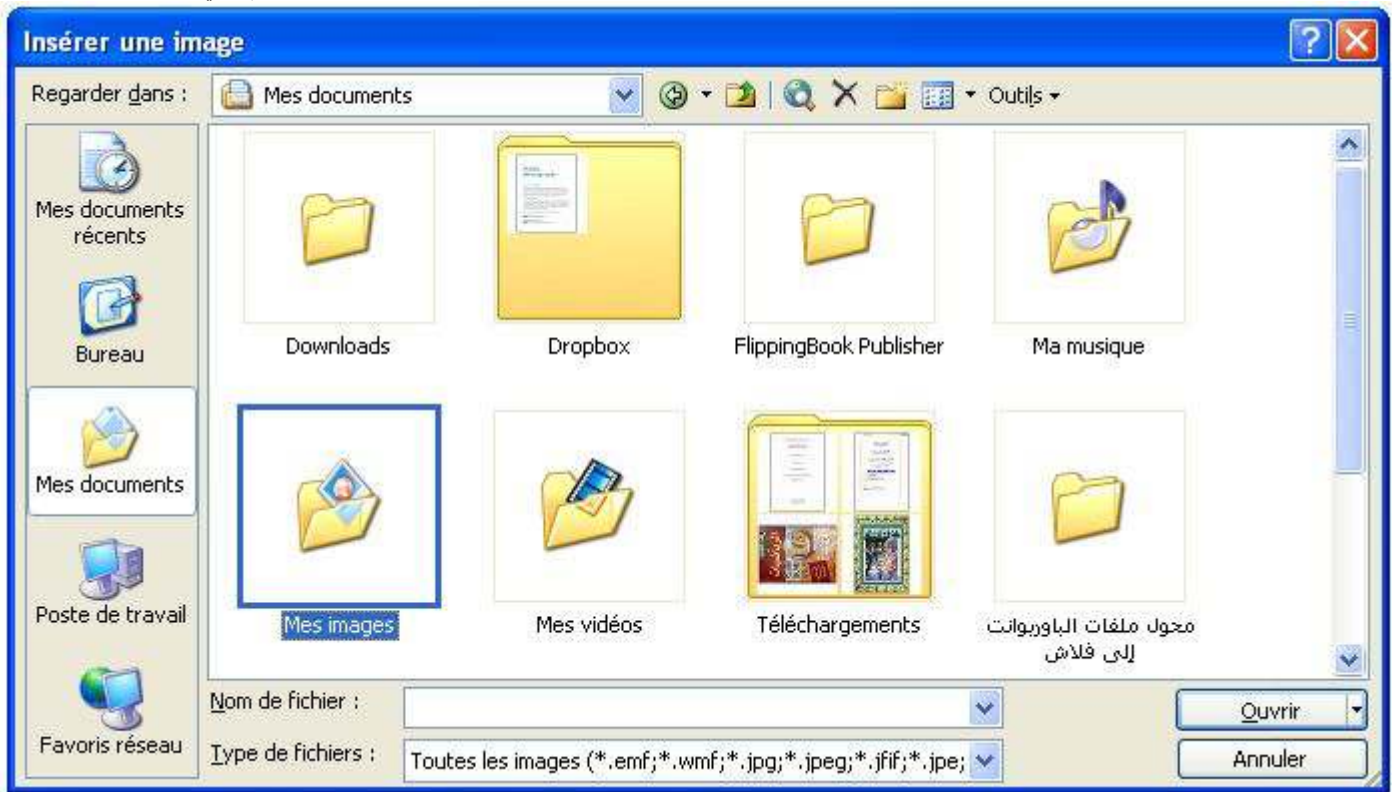 Insérer une image
Regarder dans :
Mes documents
Outils
Mes documents
récents
Bureau
Mes documents
Poste de travail
Favoris réseau
Downloads
Dropbox
FlippingBook Publisher
Ma musique
Mes images
Mes vidéos
Téléchargements
محول ملفات الباوربوانت
إلى فلاش
Nom de fichier :
Ouvrir
Type de fichiers :
Toutes les images (*.emf;*.wmf;*.jpg;*.jpeg;*.jfif;*.jpe;
Annuler